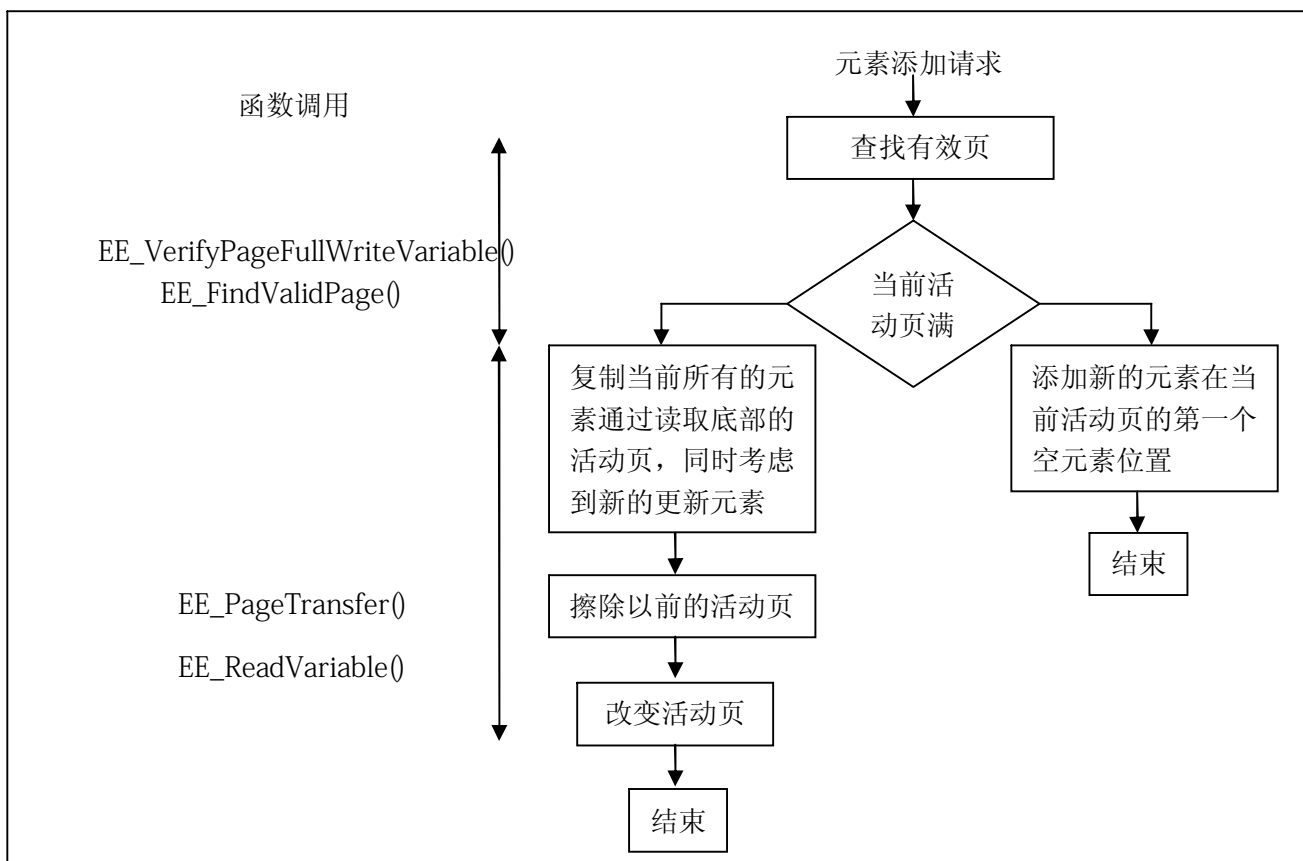 元素添加请求
函数调用
查找有效页
EE_VerifyPageFullWriteVariable()
EE_FindValidPage()
当前活
动页满
复制当前所有的元
素通过读取底部的
活动页，同时考虑
到新的更新元素
添加新的元素在当
前活动页的第一个
空元素位置
结束
EE_PageTransfer()
擦除以前的活动页
EE_ReadVariable()
改变活动页
结束